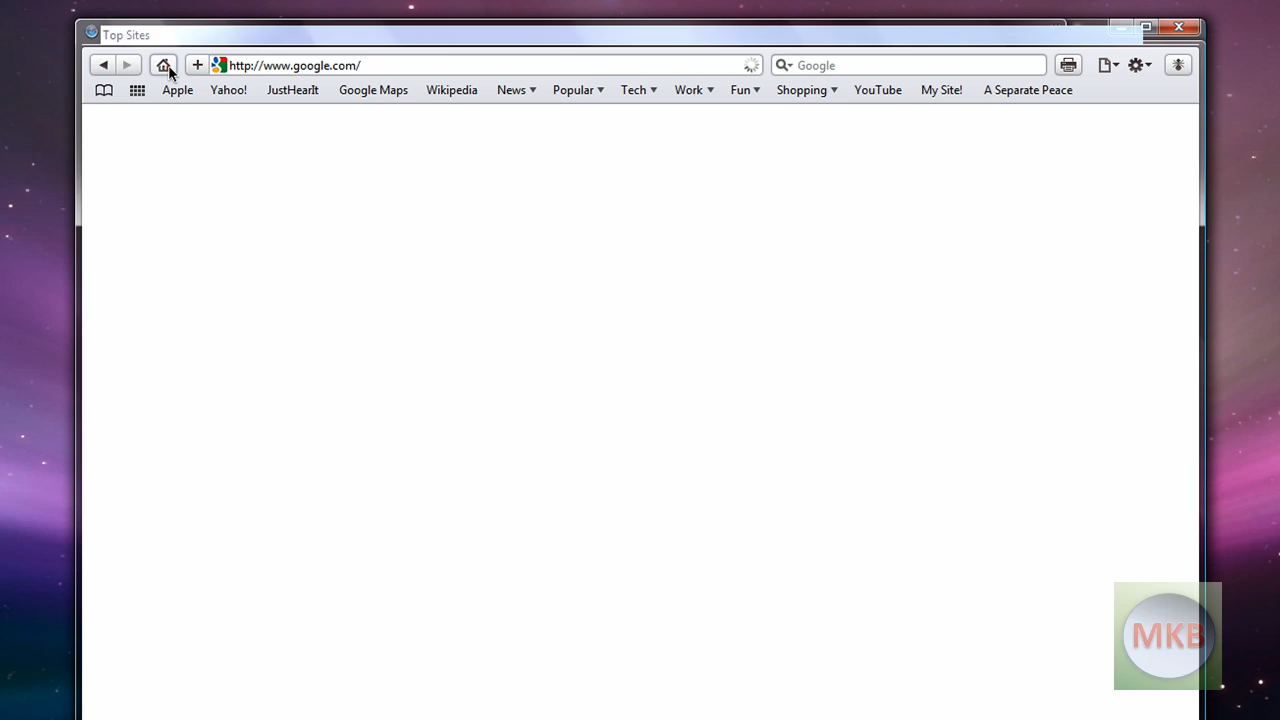 Top Sites
http://www.google.com/
Google
Apple Yahoo! JustHearIt Google Maps Wikipedia News Popular Tech Work Fun Shopping YouTube My Site! A Separate Peace
MKB